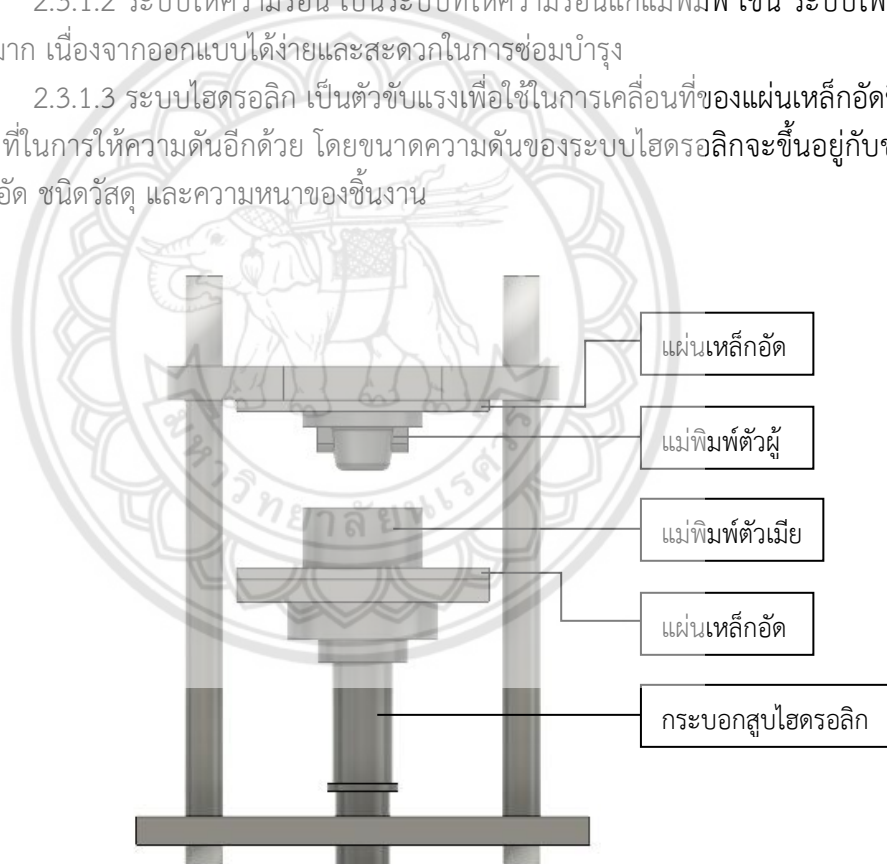 2.3.1.2 ระบบให้ความร้อน เป็นระบบที่ให้ความร้อนแก่แม่พิมพ์ เช่น
มาก เนื่องจากออกแบบได้ง่ายและสะดวกในการซ่อมบำรุง
2.3.1.3 ระบบไฮดรอลิก เป็นตัวขับแรงเพื่อใช้ในการเคลื่อนที่ของแผ่นเหล็กอัด
ที่ในการให้ความดันอีกด้วย โดยขนาดความดันของระบบไฮดรอลิกจะขึ้นอยู่กับ
อัด ชนิดวัสดุ และความหนาของชิ้นงาน
แผ่นเหล็กอัด
แม่พิมพ์ตัวผู้
แม่พิมพ์ตัวเมีย
แผ่นเหล็กอัด
กระบอกสูบไฮดรอลิก
มหาวิทยาลัยนเรศวร